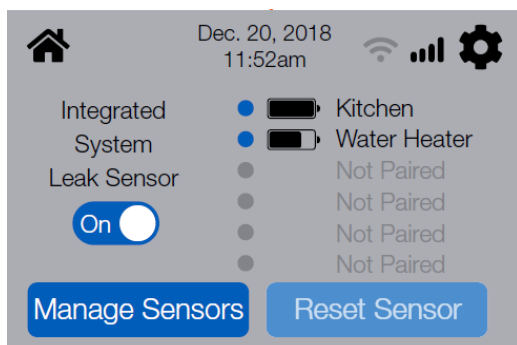 Dec. 20, 2018
11:52am
Integrated
System
Leak Sensor
On
Kitchen
Water Heater
Not Paired
Not Paired
Not Paired
Not Paired
Manage Sensors
Reset Sensor